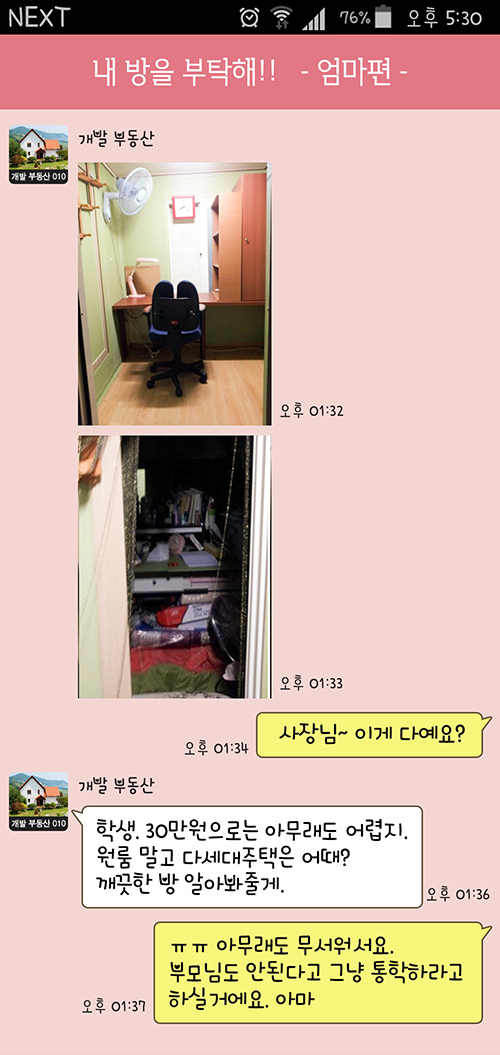 NEXT 76% 오후 5:30
내 방을 부탁해!! - 엄마편 -
개발 부동산
개발 부동산 010
오후 01:32
오후 01:33
사장님~ 이게 다예요?
오후 01:34
개발 부동산
개발 부동산 010
학생. 30만원으로는 아무래도 어렵지.
원룸 말고 다세대주택은 어때?
깨끗한 방 알아봐줄게.
오후 01:36
ㅠㅠ 아무래도 무서워서요.
부모님도 안된다고 그냥 통학하라고
하실거에요. 아마
오후 01:37